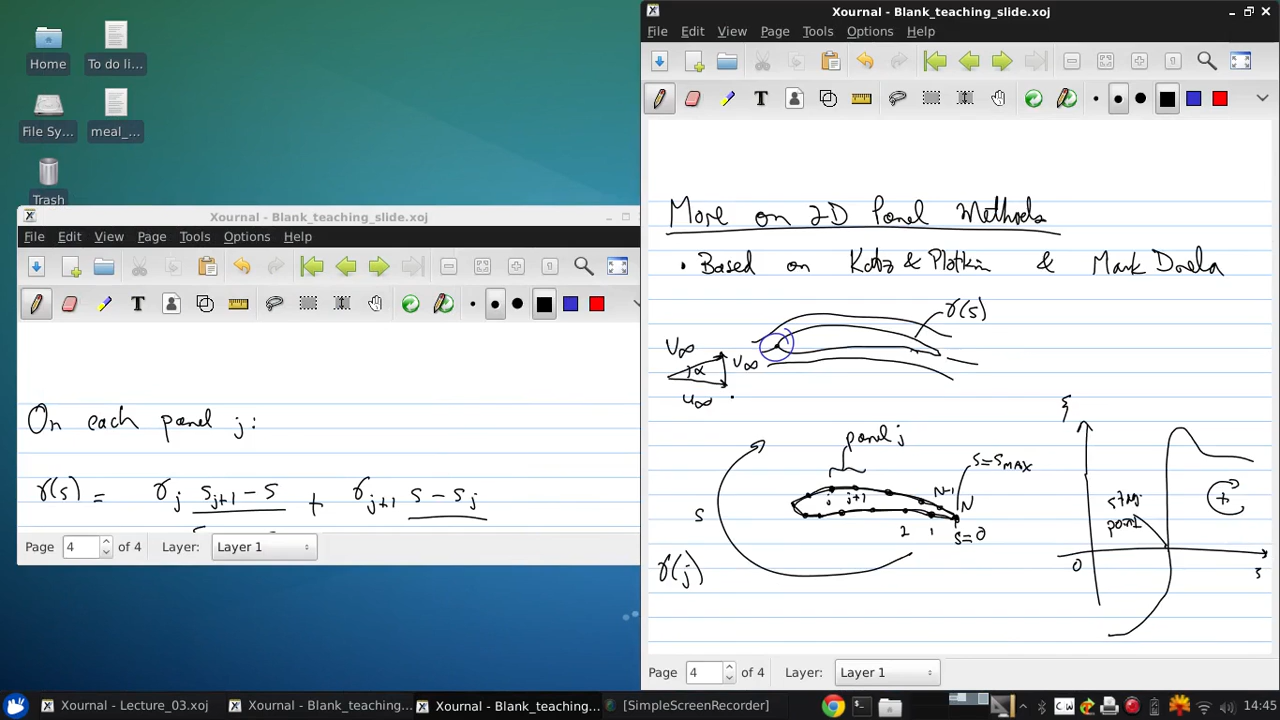 Home
To do li...
File Sy...
meal_...
Trash
Xournal - Blank_teaching_slide.xoj
File Edit View Page Tools Options Help
On each panel j:
γ(s) = γj sj+1 - s + γj+1 s - sj
Page 4 of 4 Layer: Layer 1
Xournal - Blank_teaching_slide.xoj
File Edit View Page Tools Options Help
More on 2-D Panel Methods
• Based on Katz & Plotkin & Mark Drela
γ(s)
V∞
α
V∞
u∞
panel j
s=sMAX
j j+1 N-1 N
s
2 1
s=0
γ(j)
stag.
point
+
0
s
Page 4 of 4 Layer: Layer 1
Xournal - Lecture_03.xoj
Xournal - Blank_teaching...
Xournal - Blank_teaching...
[SimpleScreenRecorder]
14:45